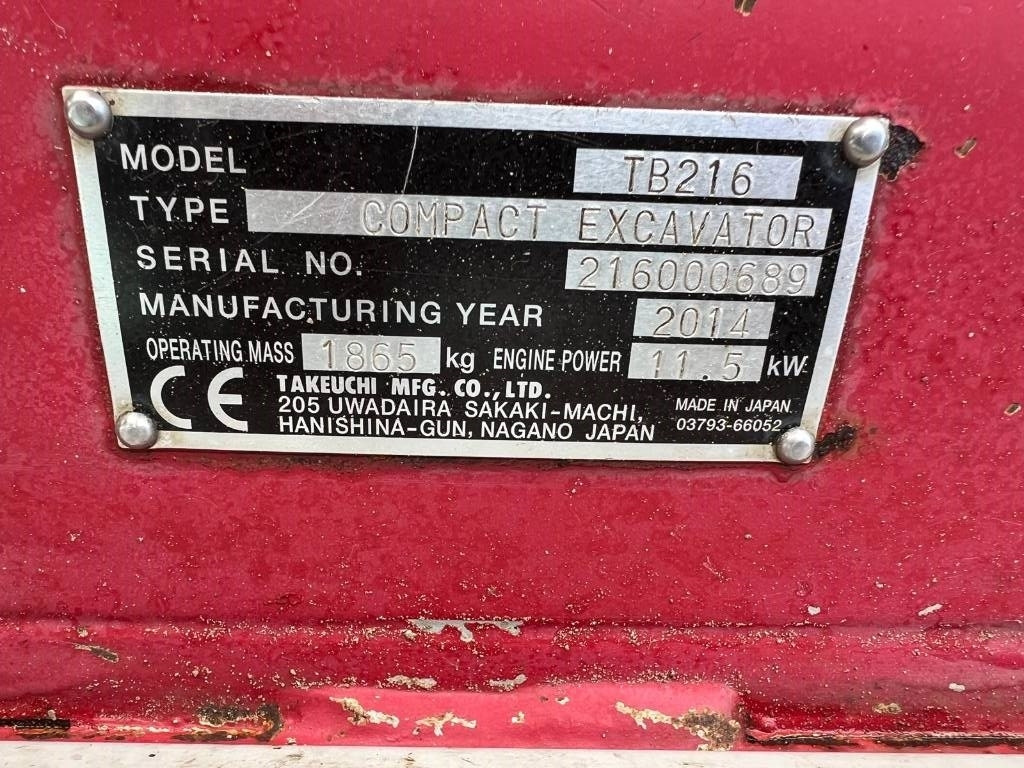 MODEL TB216
TYPE COMPACT EXCAVATOR
SERIAL NO. 216000689
MANUFACTURING YEAR 2014
OPERATING MASS 1865 kg ENGINE POWER 11.5 kW
CE TAKEUCHI MFG. CO., LTD.
205 UWADAIRA SAKAKI-MACHI, MADE IN JAPAN
HANISHINA-GUN, NAGANO JAPAN 03793-66052